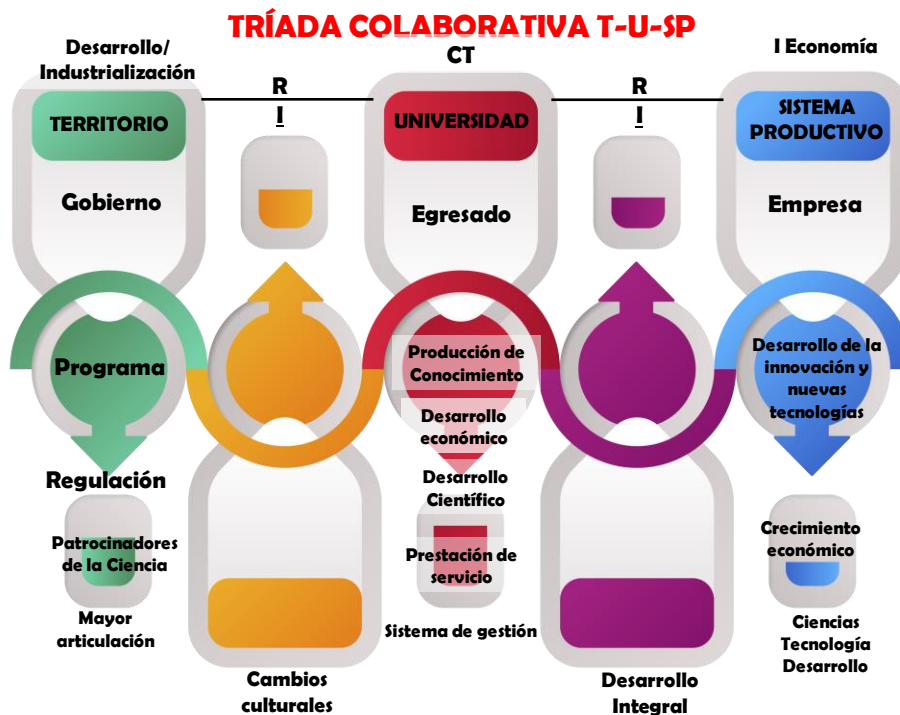 TRÍADA COLABORATIVA T-U-SP
Desarrollo/
Industrialización
CT
I Economía
R
I
R
I
TERRITORIO
UNIVERSIDAD
SISTEMA
PRODUCTIVO
Gobierno
Egresado
Empresa
Programa
Producción de
Conocimiento
Desarrollo
económico
Desarrollo de la
innovación y
nuevas
tecnologías
Regulación
Desarrollo
Científico
Patrocinadores
de la Ciencia
Prestación de
servicio
Crecimiento
económico
Mayor
articulación
Sistema de gestión
Ciencias
Tecnología
Desarrollo
Cambios
culturales
Desarrollo
Integral